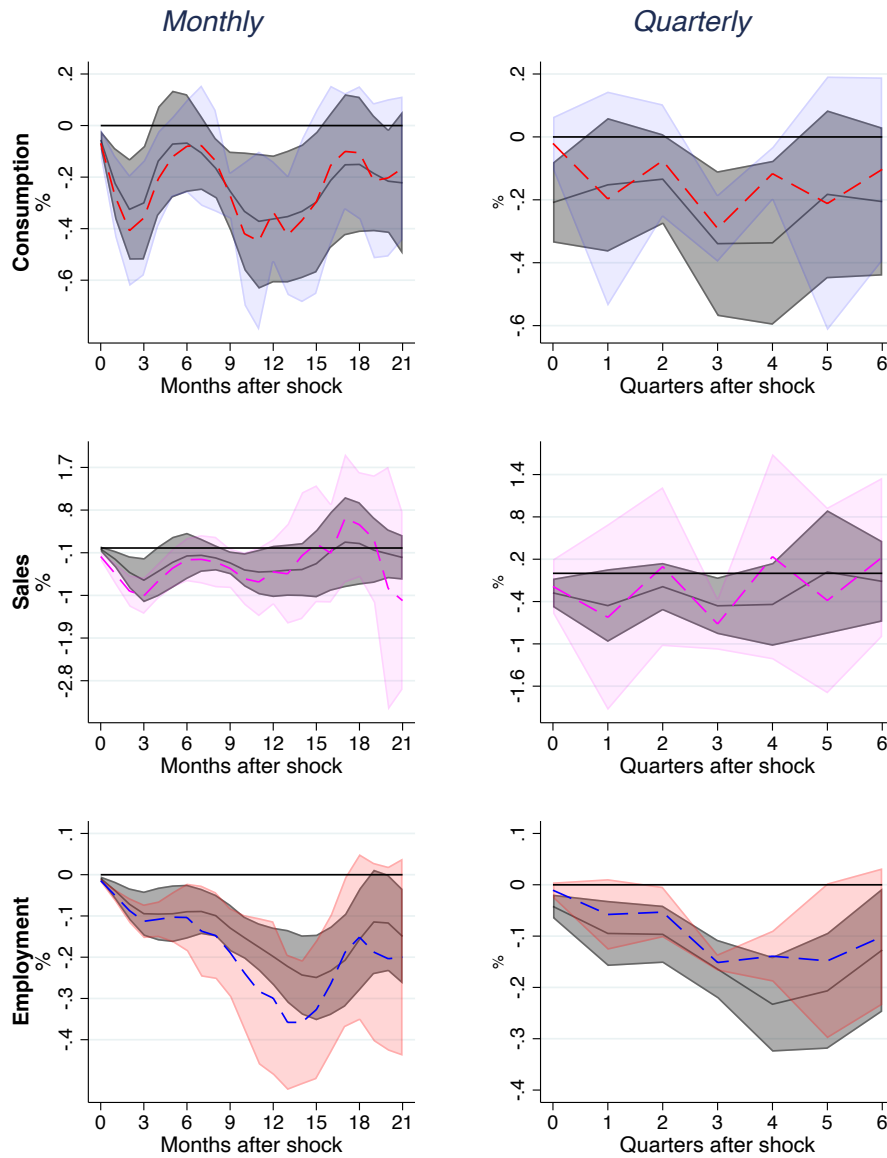 Monthly
Quarterly
Consumption
%
.2
0
-.2
-.4
-.6
0 3 6 9 12 15 18 21
Months after shock
%
.2
0
-.2
-.4
-.6
0 1 2 3 4 5 6
Quarters after shock
Sales
%
1.7
.8
-.1
-1
-1.9
-2.8
0 3 6 9 12 15 18 21
Months after shock
%
1.4
.8
.2
-.4
-1
-1.6
0 1 2 3 4 5 6
Quarters after shock
Employment
%
.1
0
-.1
-.2
-.3
-.4
0 3 6 9 12 15 18 21
Months after shock
%
.1
0
-.1
-.2
-.3
-.4
0 1 2 3 4 5 6
Quarters after shock